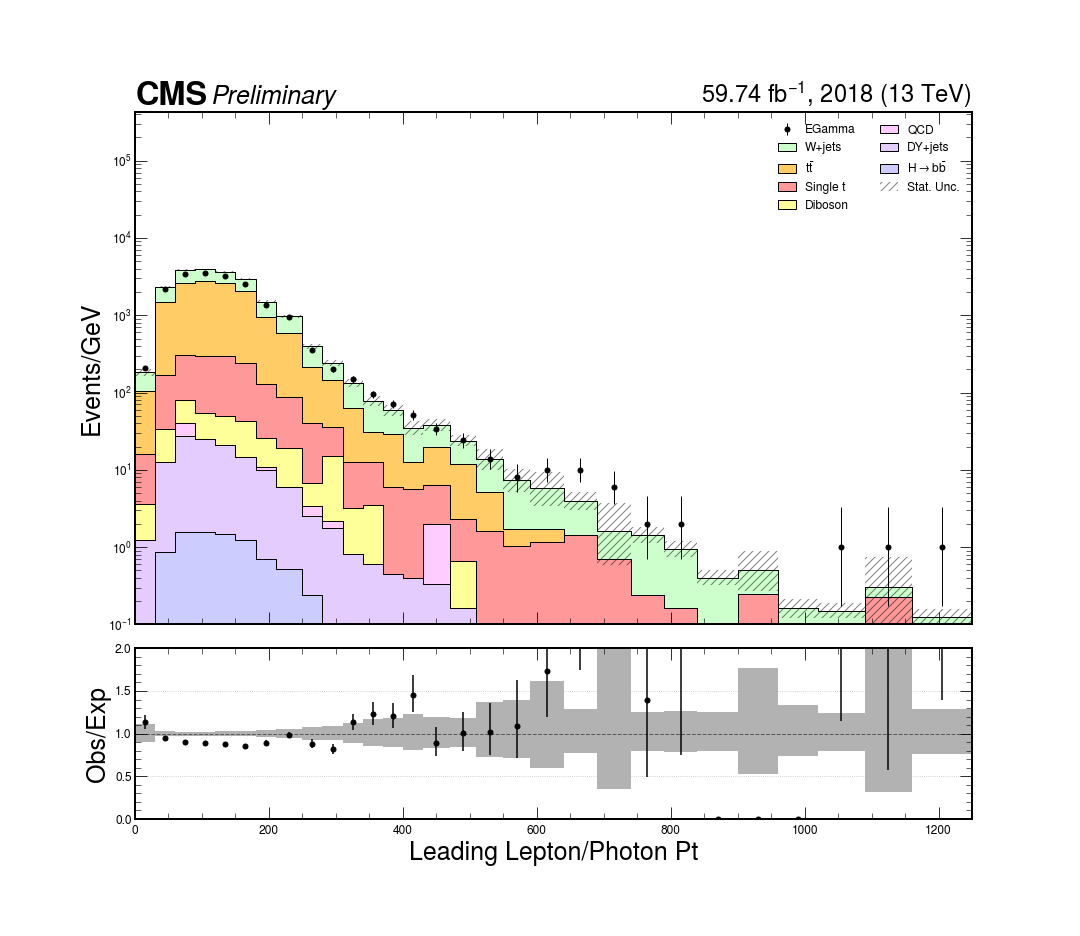 CMS Preliminary
59.74 fb⁻¹, 2018 (13 TeV)
EGamma
W+jets
tt̄
Single t
Diboson
QCD
DY+jets
H→bb̄
Stat. Unc.
Events/GeV
10⁵
10⁴
10³
10²
10¹
10⁰
10⁻¹
Obs/Exp
2.0
1.5
1.0
0.5
0.0
0 200 400 600 800 1000 1200
Leading Lepton/Photon Pt